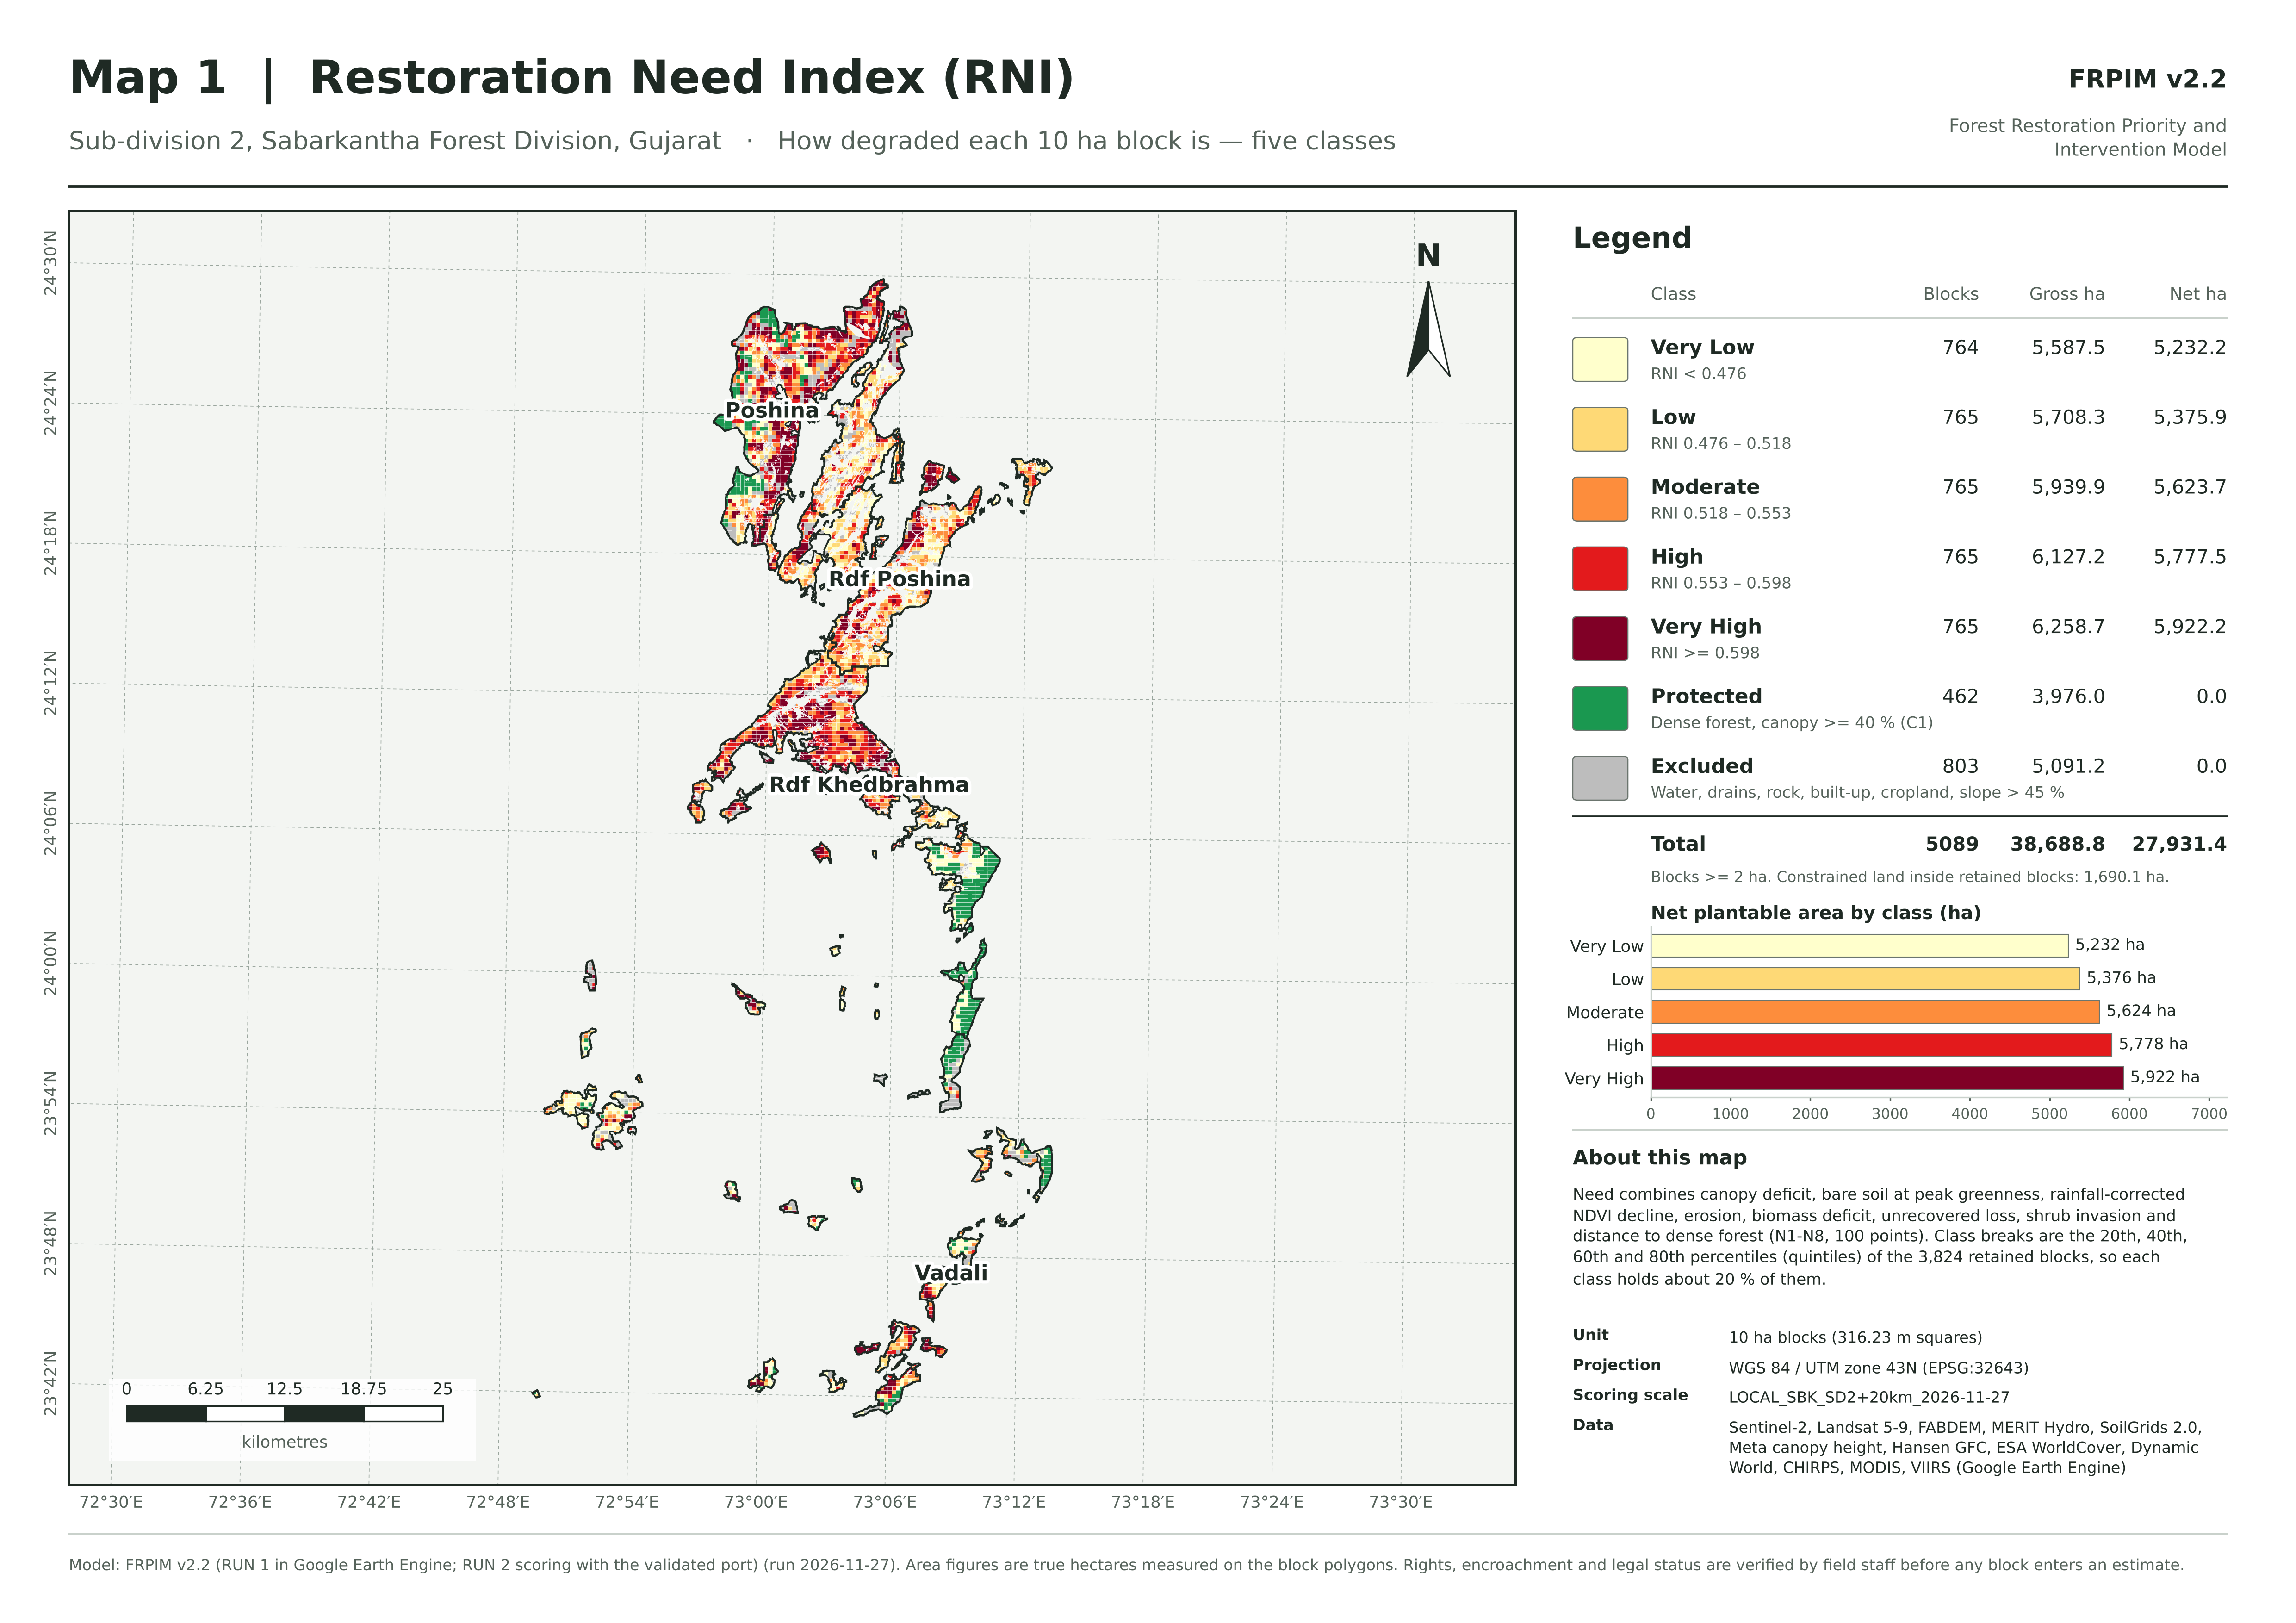 Map 1 | Restoration Need Index (RNI)
FRPIM v2.2
Sub-division 2, Sabarkantha Forest Division, Gujarat · How degraded each 10 ha block is — five classes
Forest Restoration Priority and
Intervention Model
24°30′N
24°24′N
24°18′N
24°12′N
24°06′N
24°00′N
23°54′N
23°48′N
23°42′N
N
Poshina
Rdf Poshina
Rdf Khedbrahma
Vadali
0 6.25 12.5 18.75 25
kilometres
72°30′E 72°36′E 72°42′E 72°48′E 72°54′E 73°00′E 73°06′E 73°12′E 73°18′E 73°24′E 73°30′E
Legend
Class Blocks Gross ha Net ha
Very Low 764 5,587.5 5,232.2
RNI < 0.476
Low 765 5,708.3 5,375.9
RNI 0.476 – 0.518
Moderate 765 5,939.9 5,623.7
RNI 0.518 – 0.553
High 765 6,127.2 5,777.5
RNI 0.553 – 0.598
Very High 765 6,258.7 5,922.2
RNI >= 0.598
Protected 462 3,976.0 0.0
Dense forest, canopy >= 40 % (C1)
Excluded 803 5,091.2 0.0
Water, drains, rock, built-up, cropland, slope > 45 %
Total 5089 38,688.8 27,931.4
Blocks >= 2 ha. Constrained land inside retained blocks: 1,690.1 ha.
Net plantable area by class (ha)
Very Low 5,232 ha
Low 5,376 ha
Moderate 5,624 ha
High 5,778 ha
Very High 5,922 ha
0 1000 2000 3000 4000 5000 6000 7000
About this map
Need combines canopy deficit, bare soil at peak greenness, rainfall-corrected
NDVI decline, erosion, biomass deficit, unrecovered loss, shrub invasion and
distance to dense forest (N1-N8, 100 points). Class breaks are the 20th, 40th,
60th and 80th percentiles (quintiles) of the 3,824 retained blocks, so each
class holds about 20 % of them.
Unit 10 ha blocks (316.23 m squares)
Projection WGS 84 / UTM zone 43N (EPSG:32643)
Scoring scale LOCAL_SBK_SD2+20km_2026-11-27
Data Sentinel-2, Landsat 5-9, FABDEM, MERIT Hydro, SoilGrids 2.0,
Meta canopy height, Hansen GFC, ESA WorldCover, Dynamic
World, CHIRPS, MODIS, VIIRS (Google Earth Engine)
Model: FRPIM v2.2 (RUN 1 in Google Earth Engine; RUN 2 scoring with the validated port) (run 2026-11-27). Area figures are true hectares measured on the block polygons. Rights, encroachment and legal status are verified by field staff before any block enters an estimate.